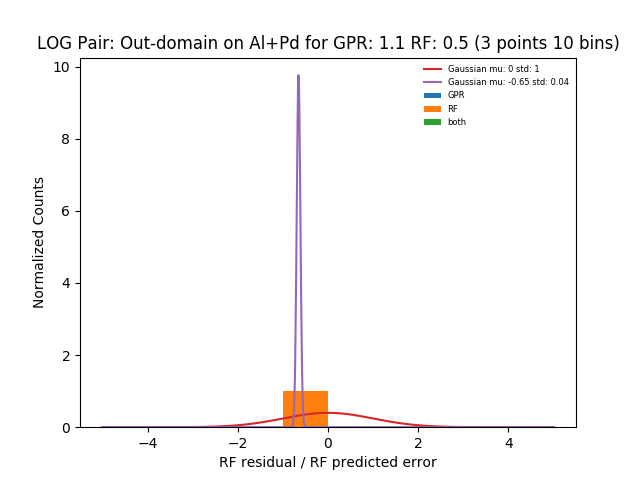 LOG Pair: Out-domain on Al+Pd for GPR: 1.1 RF: 0.5 (3 points 10 bins)
Gaussian mu: 0 std: 1
Gaussian mu: -0.65 std: 0.04
GPR
RF
both
Normalized Counts
10
8
6
4
2
0
−4 −2 0 2 4
RF residual / RF predicted error